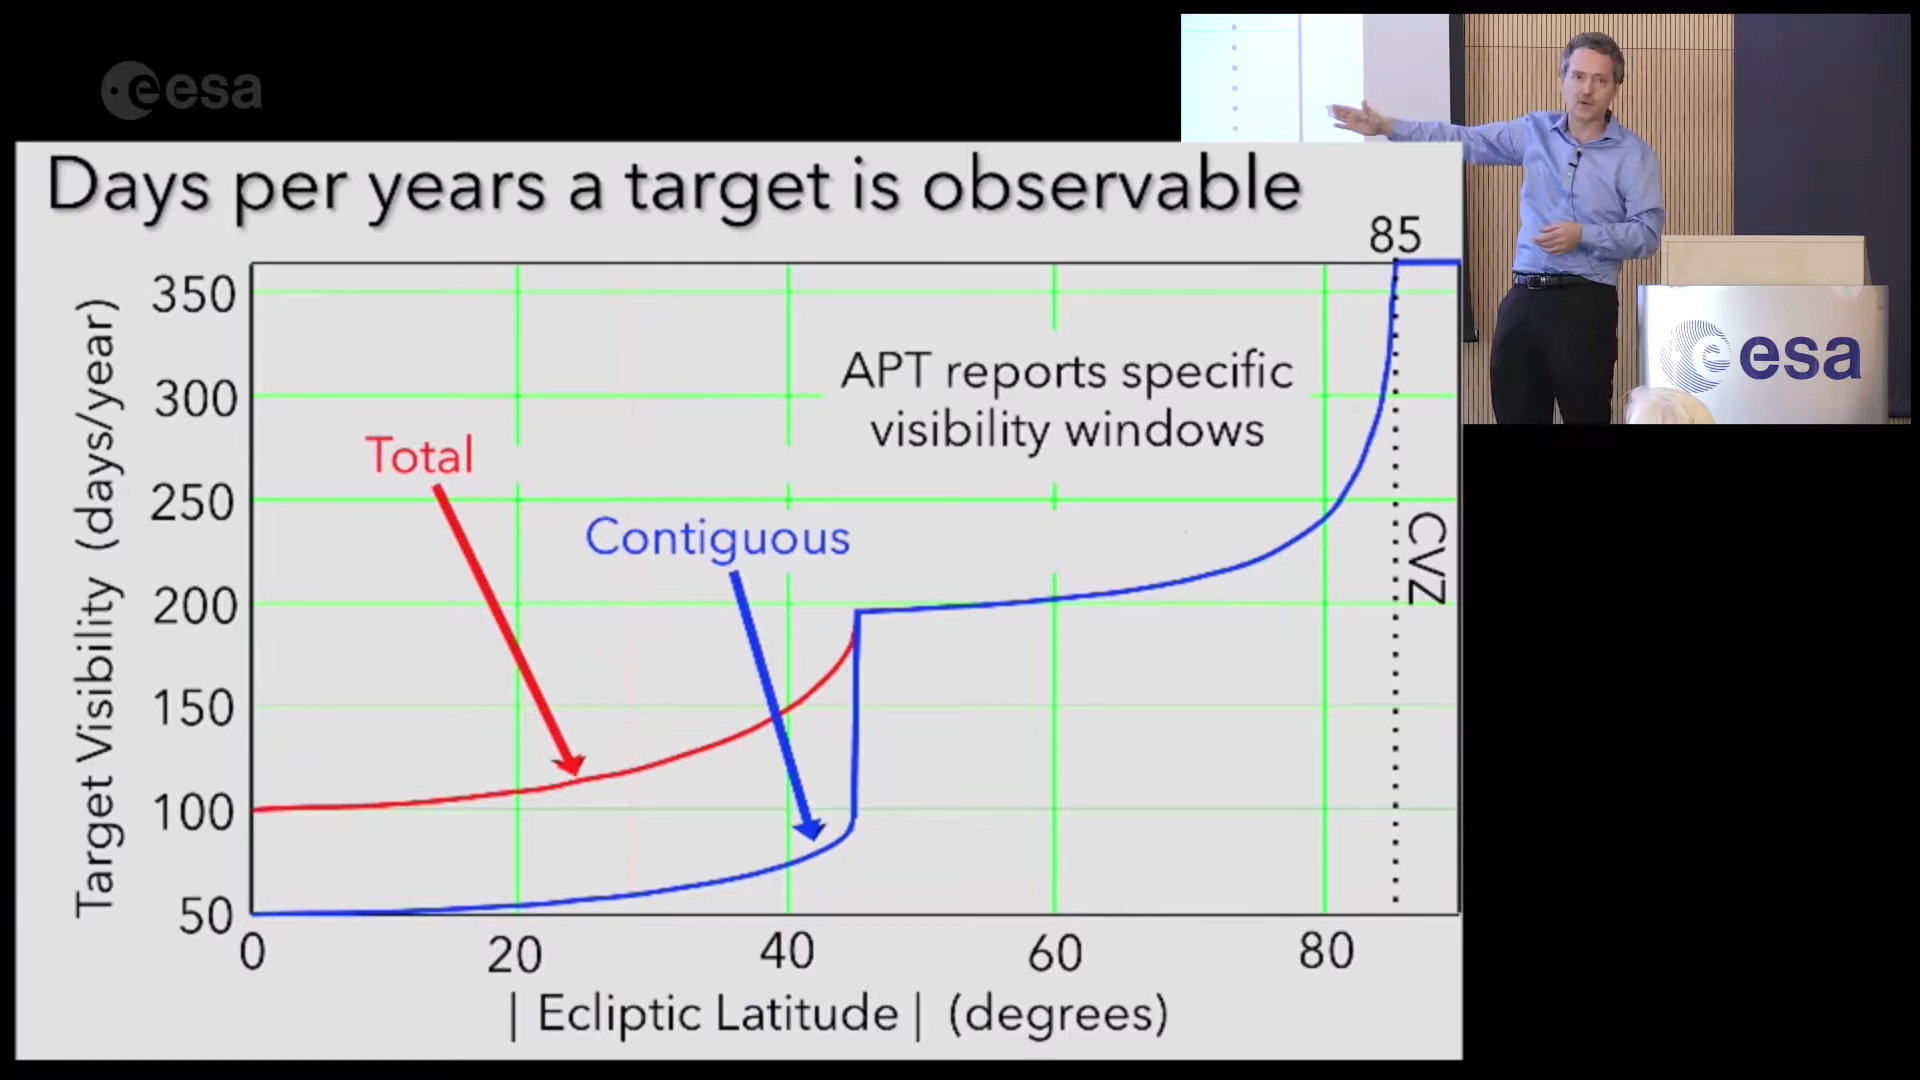 esa
Days per years a target is observable
85
350
300
250
200
150
100
50
Target Visibility (days/year)
APT reports specific
visibility windows
Total
Contiguous
CVZ
0
20
40
60
80
| Ecliptic Latitude | (degrees)
esa